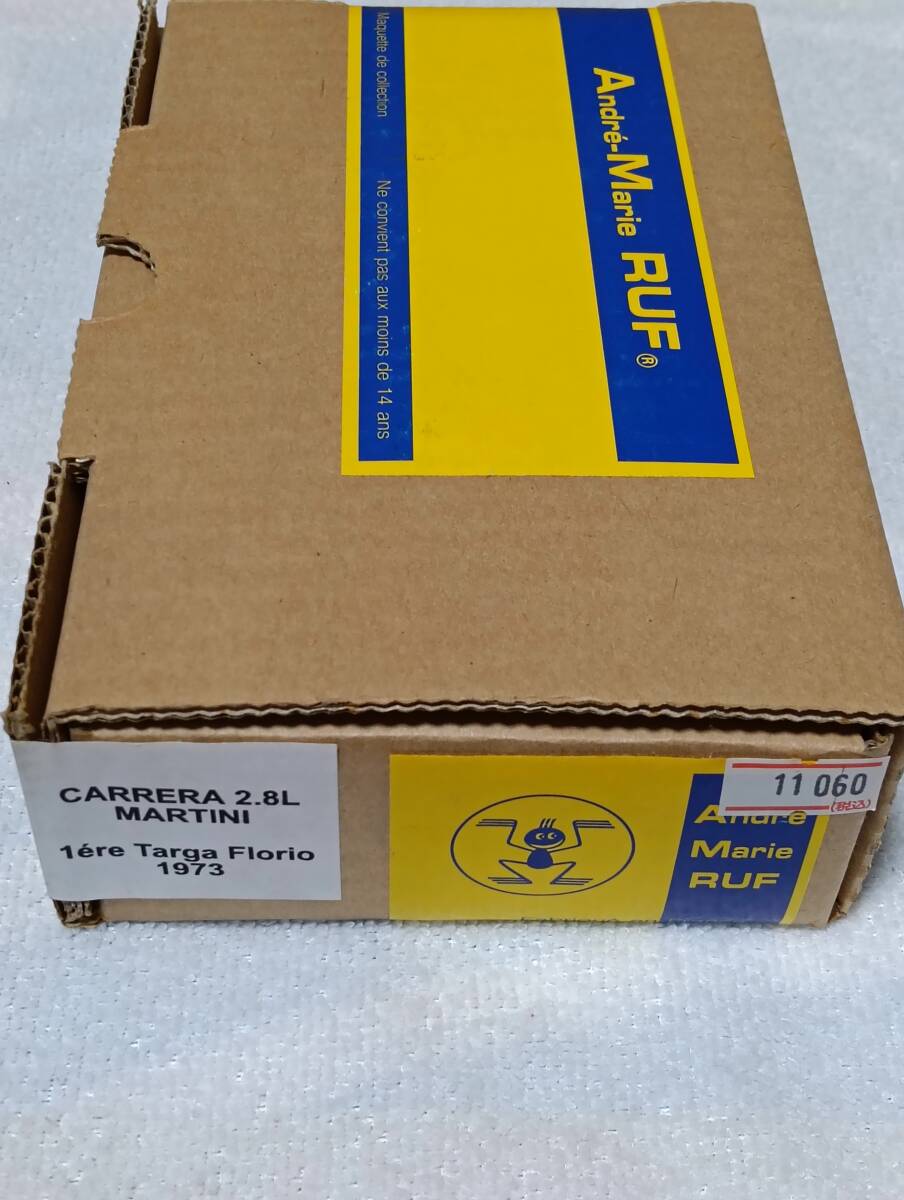 Maquette de collection Ne convient pas aux moins de 14 ans
André-Marie RUF®
CARRERA 2.8L
MARTINI
1ére Targa Florio
1973
11 060
(税込)
André
Marie
RUF